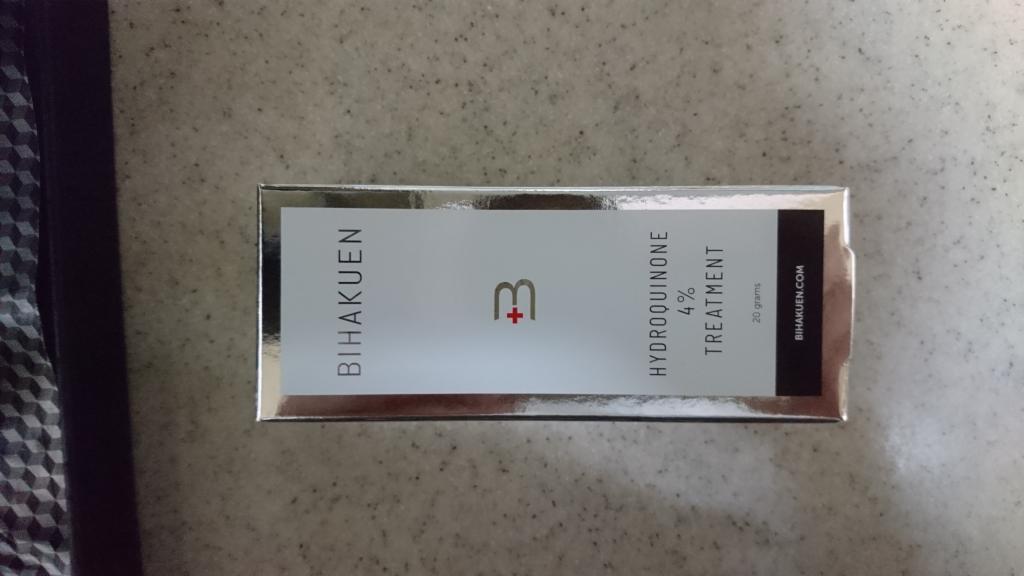 BIHAKUEN
B
HYDROQUINONE
4%
TREATMENT
20 grams
BIHAKUEN.COM